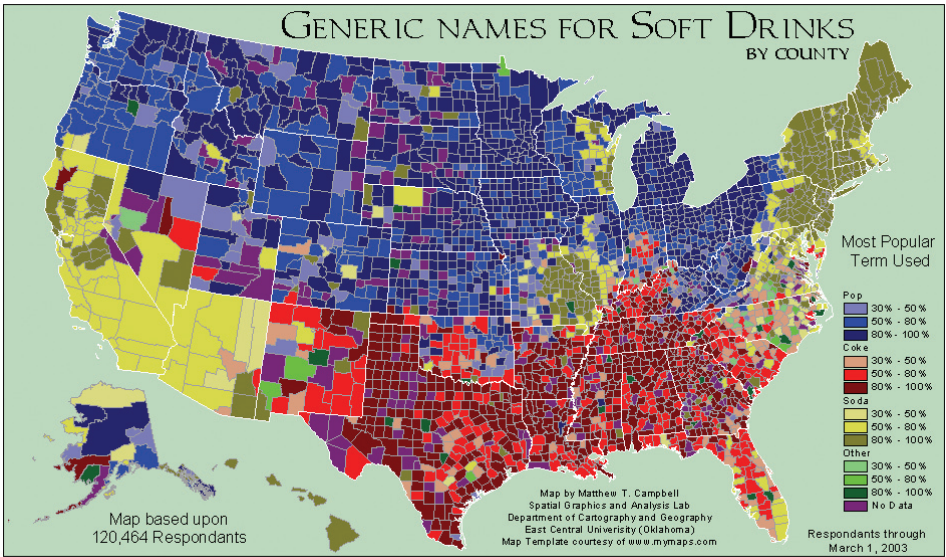 GENERIC NAMES FOR SOFT DRINKS
BY COUNTY
Most Popular
Term Used
Pop
30% - 50%
50% - 80%
80% - 100%
Coke
30% - 50%
50% - 80%
80% - 100%
Soda
30% - 50%
50% - 80%
80% - 100%
Other
30% - 50%
50% - 80%
80% - 100%
No Data
Map based upon
120,464 Respondants
Map by Matthew T. Campbell
Spatial Graphics and Analysis Lab
Department of Cartography and Geography
East Central Univeristy (Oklahoma)
Map Template courtesy of www.mymaps.com
Respondents through
March 1, 2003